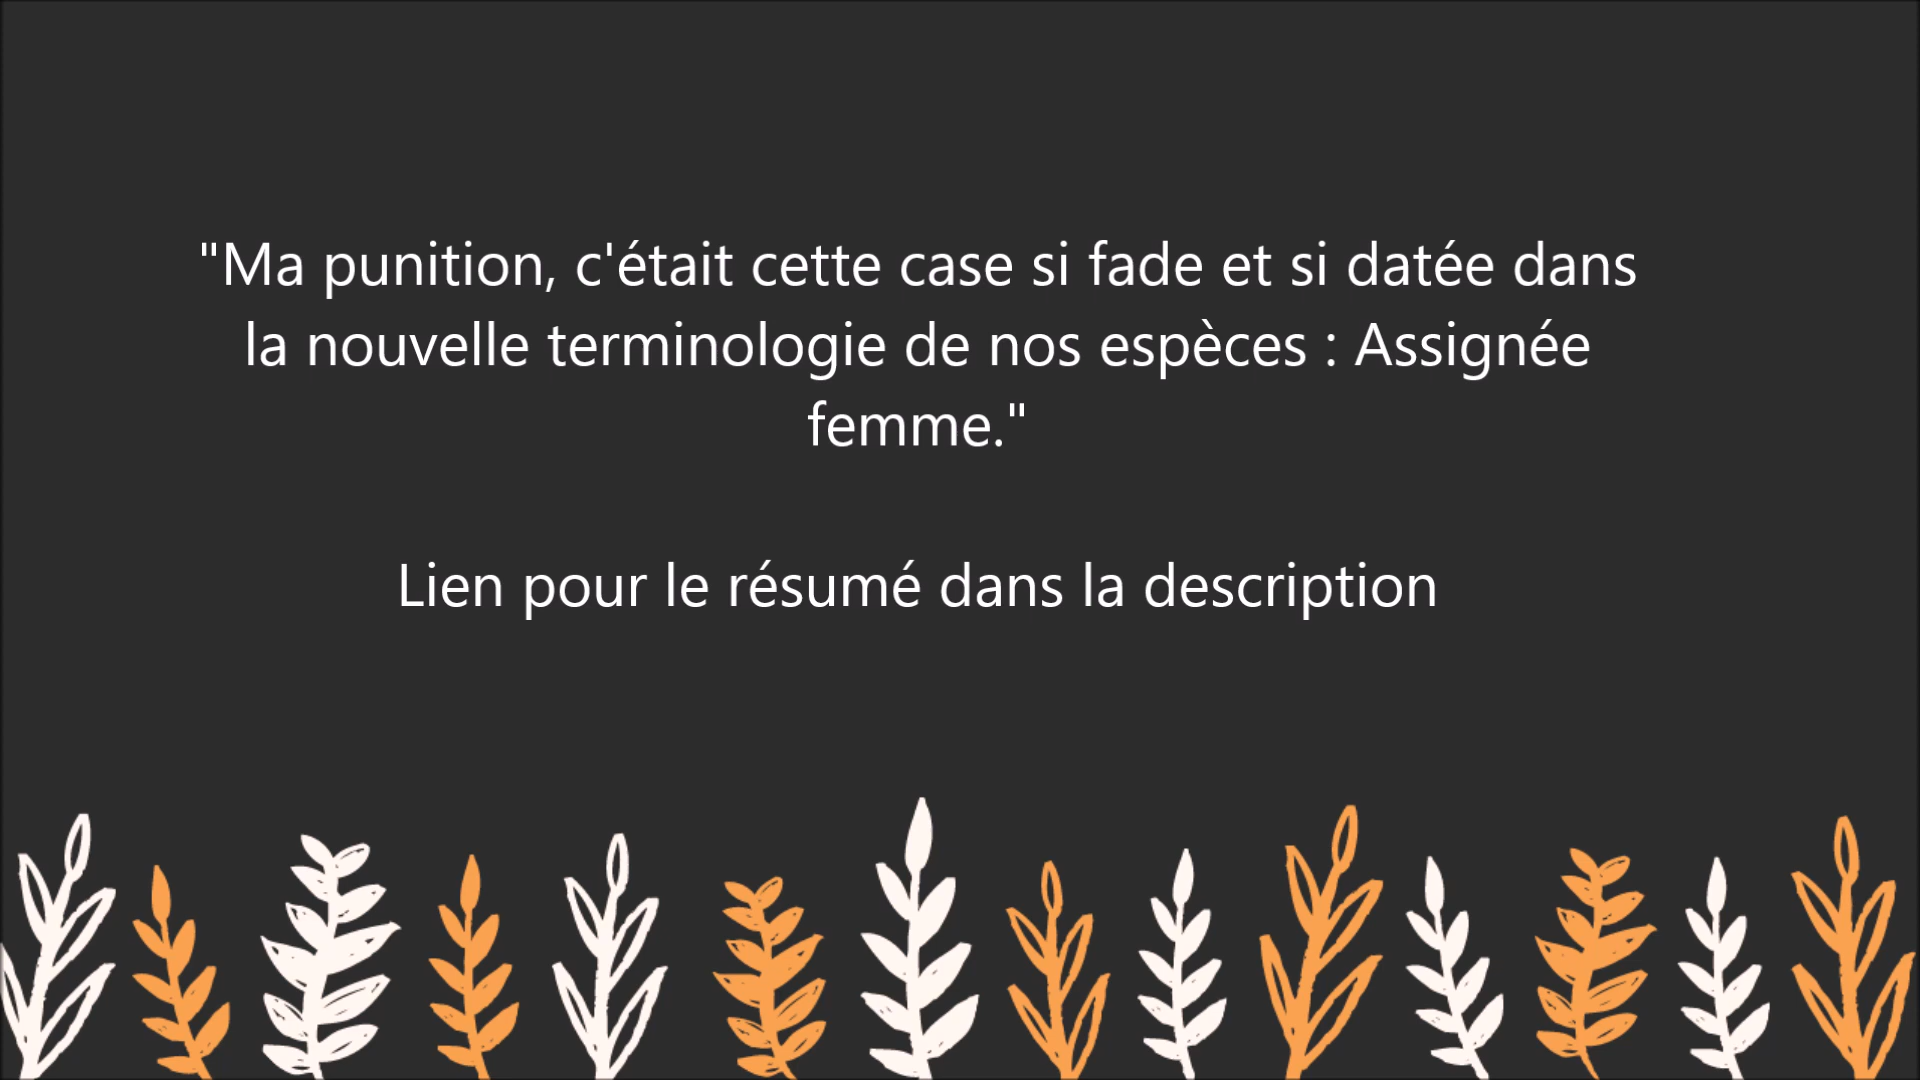 "Ma punition, c'était cette case si fade et si datée dans
la nouvelle terminologie de nos espèces : Assignée
femme."
Lien pour le résumé dans la description